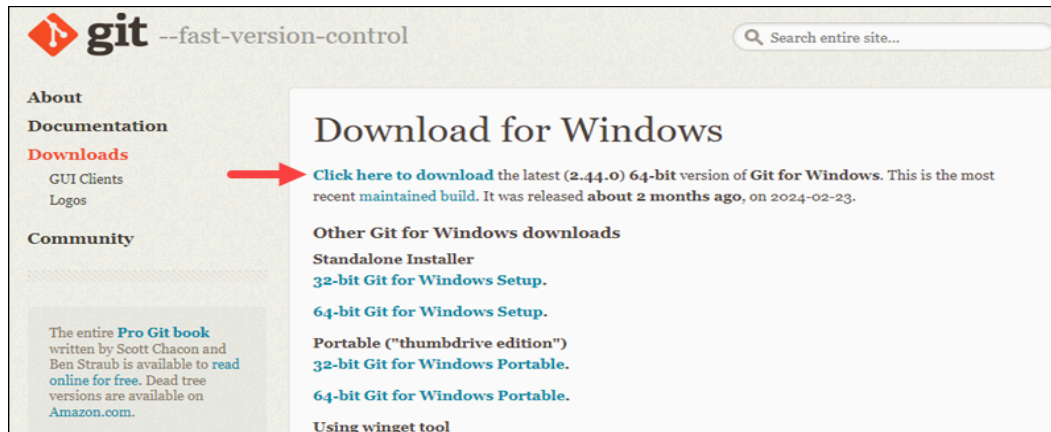 git --fast-version-control
Search entire site...
About
Documentation
Downloads
GUI Clients
Logos
Community
The entire Pro Git book
written by Scott Chacon and
Ben Straub is available to read
online for free. Dead tree
versions are available on
Amazon.com.
Download for Windows
Click here to download the latest (2.44.0) 64-bit version of Git for Windows. This is the most
recent maintained build. It was released about 2 months ago, on 2024-02-23.
Other Git for Windows downloads
Standalone Installer
32-bit Git for Windows Setup.
64-bit Git for Windows Setup.
Portable ("thumbdrive edition")
32-bit Git for Windows Portable.
64-bit Git for Windows Portable.
Using winget tool